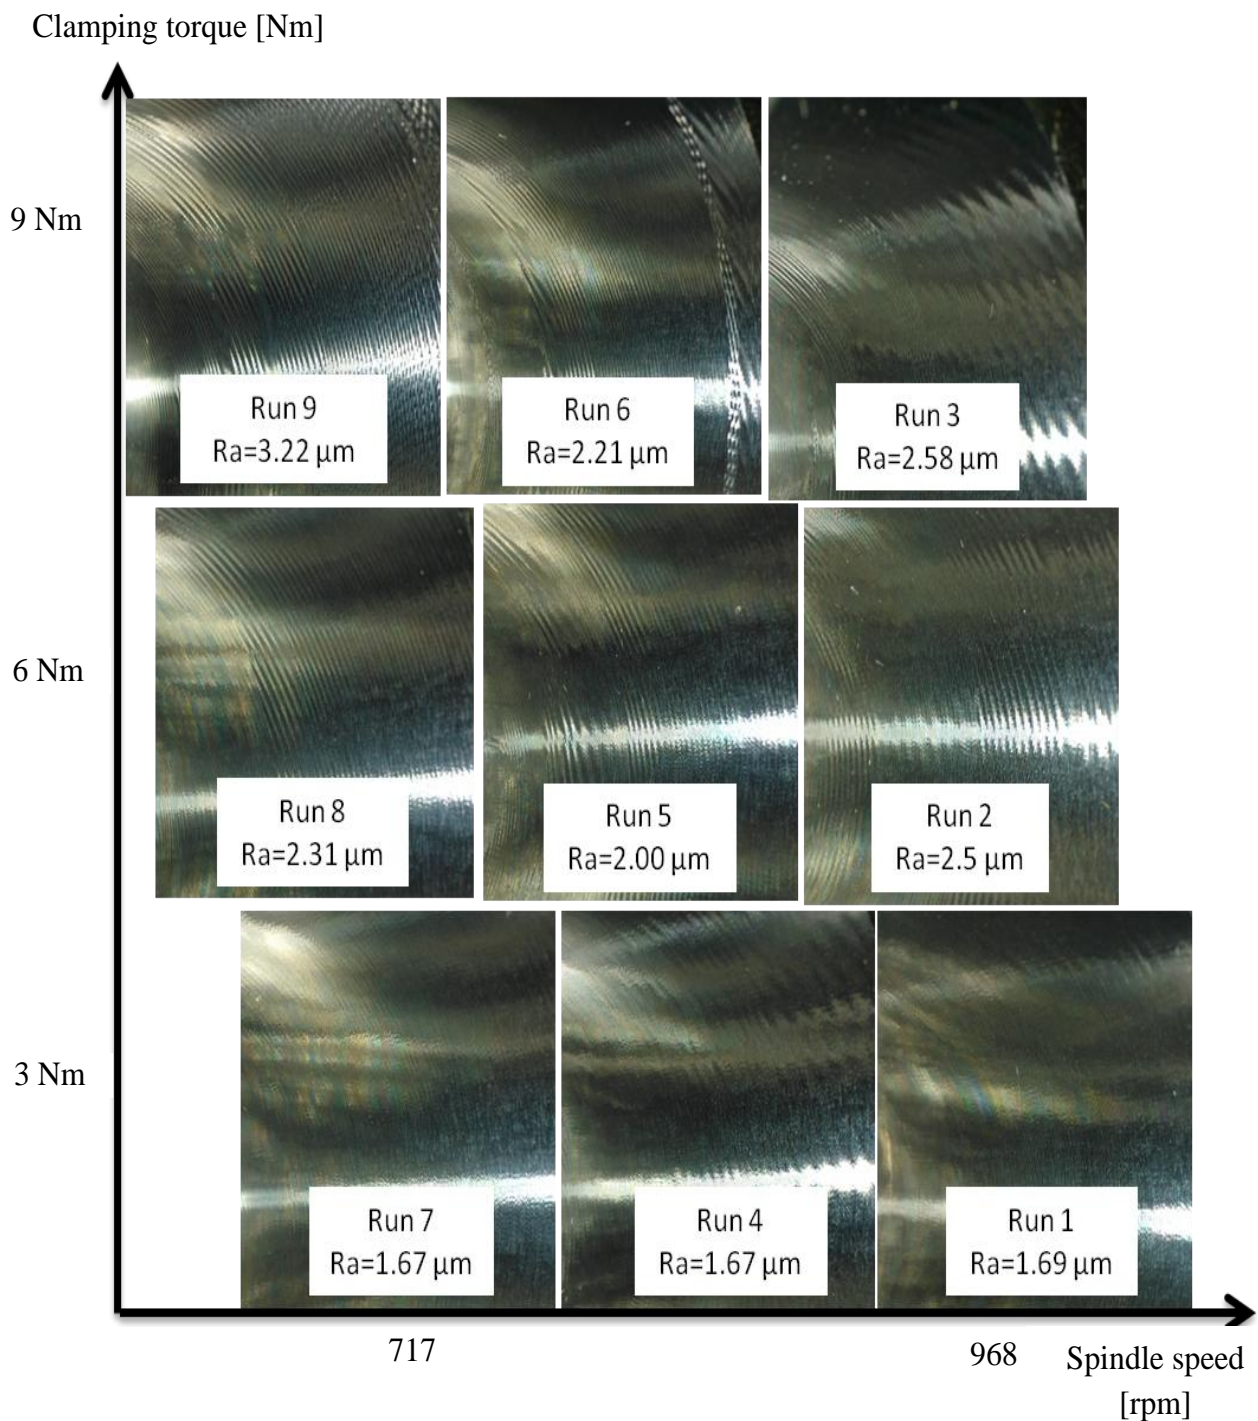 Clamping torque [Nm]
9 Nm
Run 9
Ra=3.22 µm
Run 6
Ra=2.21 µm
Run 3
Ra=2.58 µm
6 Nm
Run 8
Ra=2.31 µm
Run 5
Ra=2.00 µm
Run 2
Ra=2.5 µm
3 Nm
Run 7
Ra=1.67 µm
Run 4
Ra=1.67 µm
Run 1
Ra=1.69 µm
717
968
Spindle speed
[rpm]